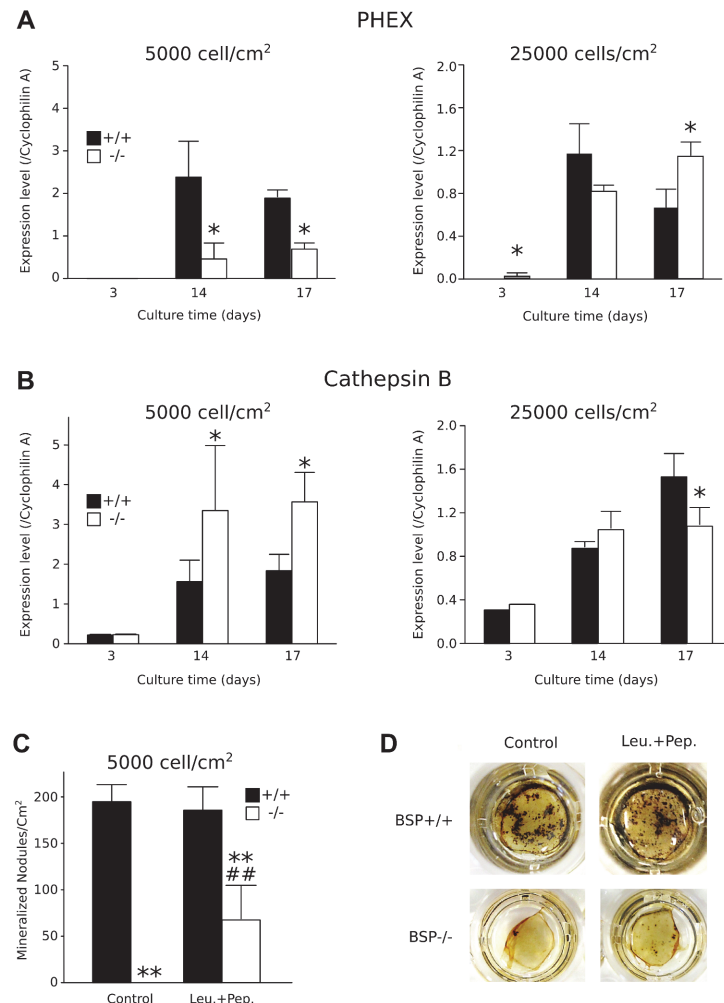 A
PHEX
5000 cell/cm²
25000 cells/cm²
Expression level (/Cyclophilin A)
5
4
3
2
1
0
+/+
-/-
*
*
3
14
17
Culture time (days)
Expression level (/Cyclophilin A)
2.0
1.6
1.2
0.8
0.4
0.0
*
*
3
14
17
Culture time (days)
B
Cathepsin B
5000 cell/cm²
25000 cells/cm²
Expression level (/Cyclophilin A)
5
4
3
2
1
0
+/+
-/-
*
*
3
14
17
Culture time (days)
Expression level (/Cyclophilin A)
2.0
1.6
1.2
0.8
0.4
0.0
*
3
14
17
Culture time (days)
C
5000 cell/cm²
Mineralized Nodules/Cm²
200
150
100
50
0
+/+
-/-
**
**
##
Control
Leu.+Pep.
D
Control
Leu.+Pep.
BSP+/+
BSP-/-